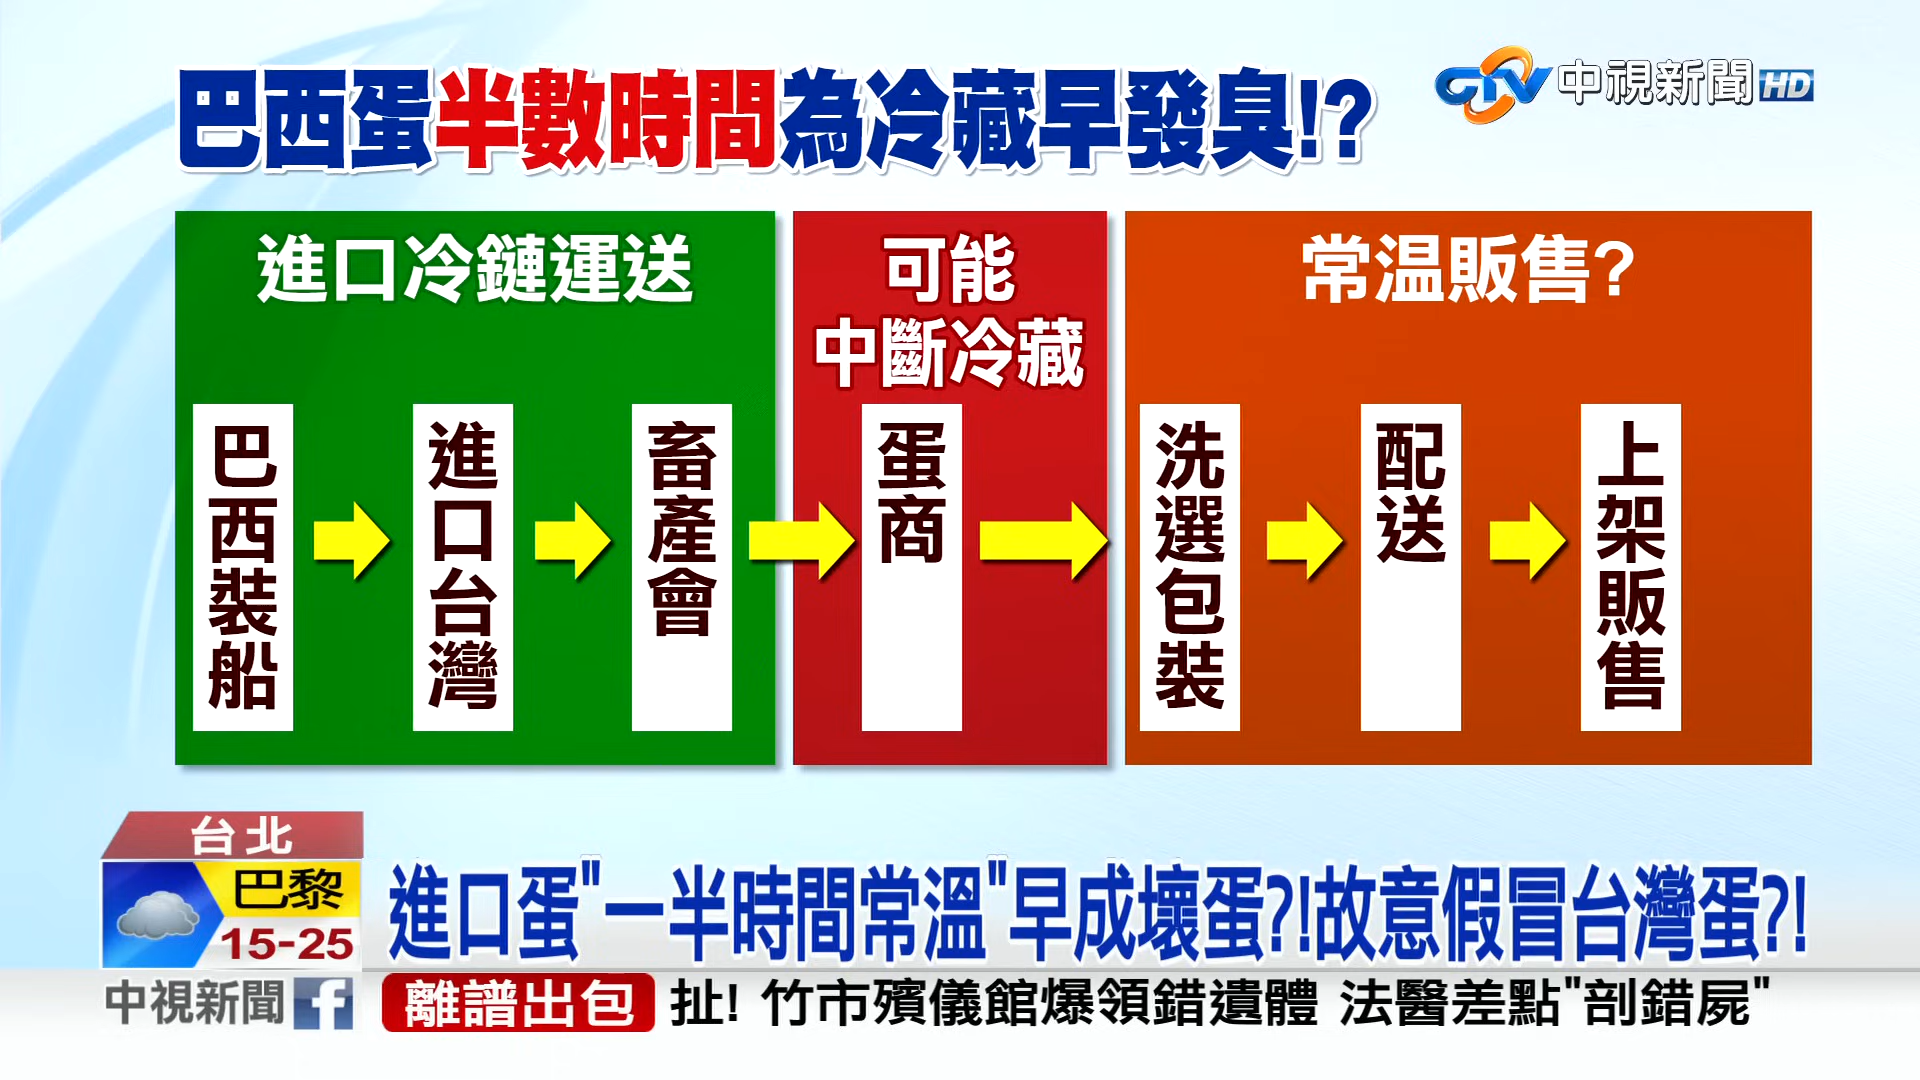 巴西蛋半數時間為冷藏早發臭!?
CTV中視新聞HD
進口冷鏈運送
可能
中斷冷藏
常温販售?
巴西裝船
進口台灣
畜產會
蛋商
洗選包裝
配送
上架販售
台北
巴黎
15-25
進口蛋"一半時間常溫"早成壞蛋?!故意假冒台灣蛋?!
中視新聞 f
離譜出包
扯! 竹市殯儀館爆領錯遺體 法醫差點"剖錯屍"